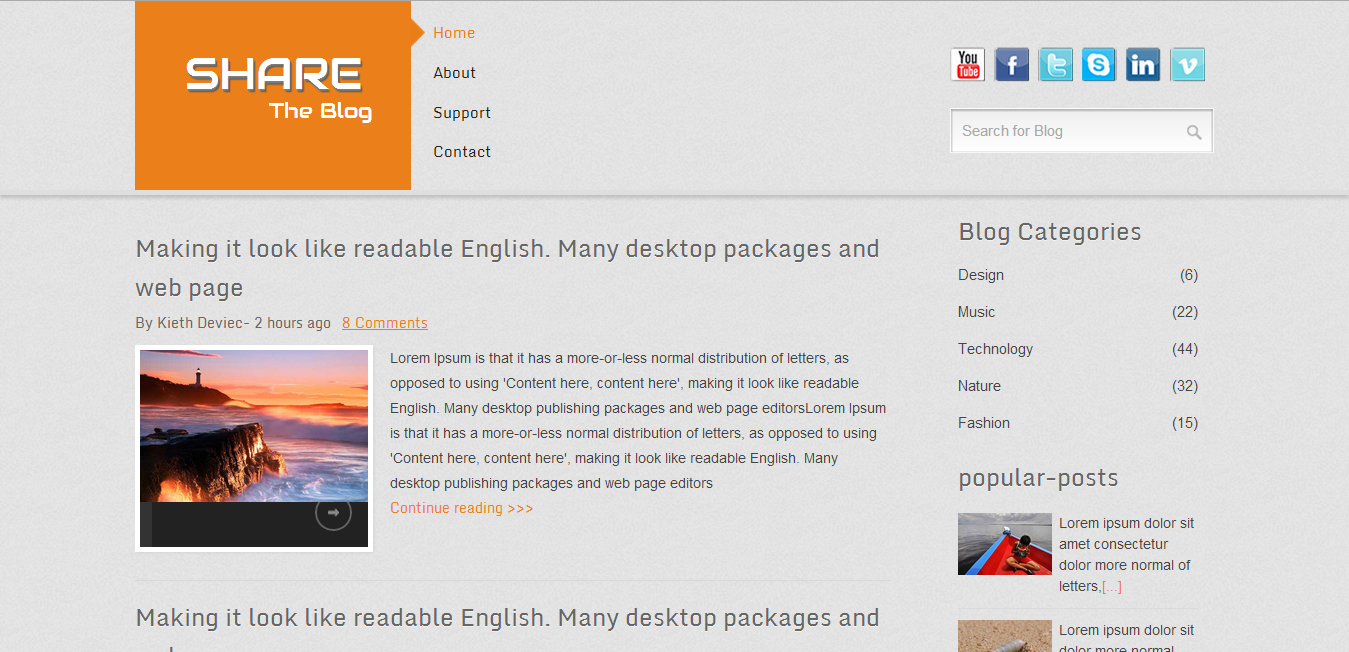 SHARE
The Blog
Home
About
Support
Contact
You
Tube
f
t
S
in
v
Search for Blog
Making it look like readable English. Many desktop packages and
web page
By Kieth Deviec- 2 hours ago 8 Comments
Lorem Ipsum is that it has a more-or-less normal distribution of letters, as
opposed to using 'Content here, content here', making it look like readable
English. Many desktop publishing packages and web page editorsLorem Ipsum
is that it has a more-or-less normal distribution of letters, as opposed to using
'Content here, content here', making it look like readable English. Many
desktop publishing packages and web page editors
Continue reading >>>
Making it look like readable English. Many desktop packages and
Blog Categories
Design (6)
Music (22)
Technology (44)
Nature (32)
Fashion (15)
popular-posts
Lorem ipsum dolor sit
amet consectetur
dolor more normal of
letters,[...]
Lorem ipsum dolor sit
amet consectetur
dolor more normal